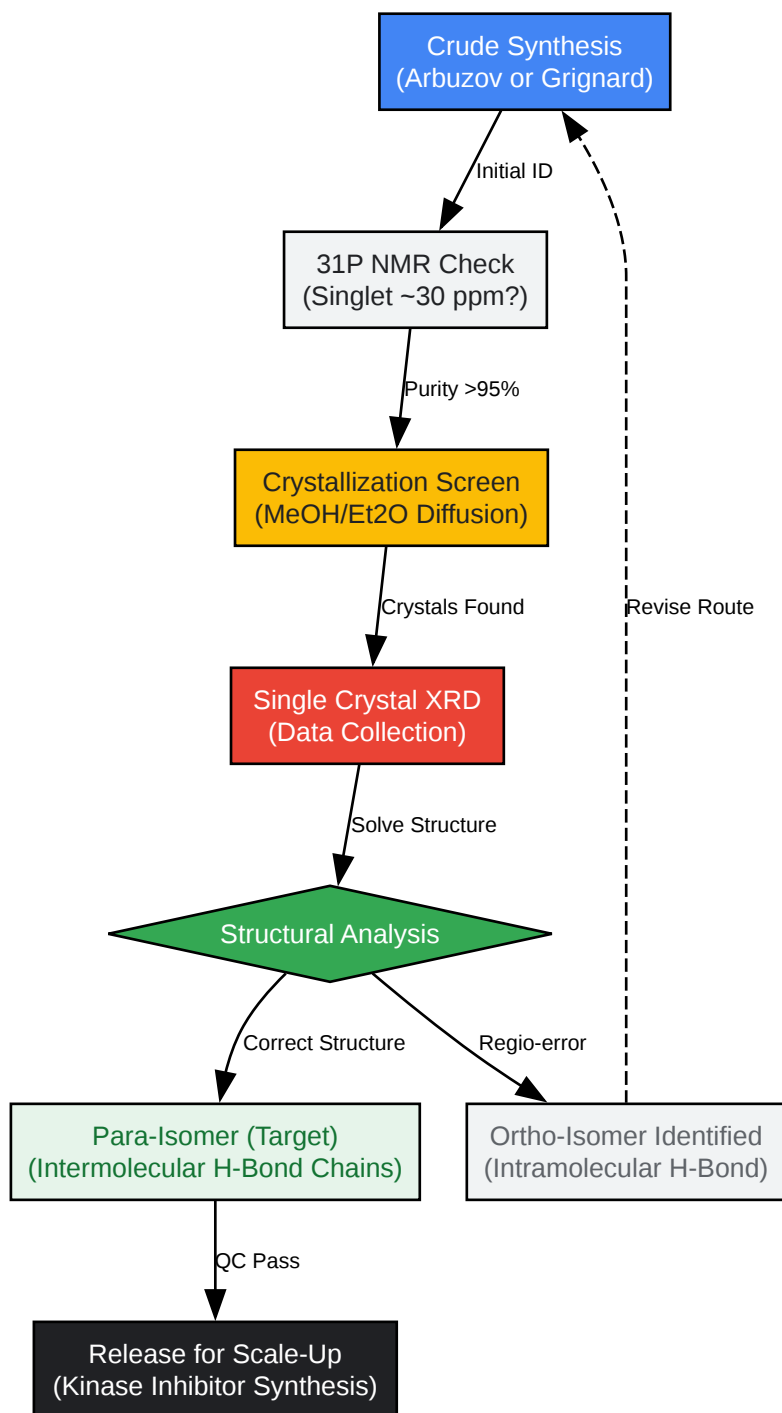 Crude Synthesis
(Arbuzov or Grignard)
Initial ID
31P NMR Check
(Singlet ~30 ppm?)
Purity >95%
Crystallization Screen
(MeOH/Et2O Diffusion)
Crystals Found
Revise Route
Single Crystal XRD
(Data Collection)
Solve Structure
Structural Analysis
Correct Structure
Regio-error
Para-Isomer (Target)
(Intermolecular H-Bond Chains)
Ortho-Isomer Identified
(Intramolecular H-Bond)
QC Pass
Release for Scale-Up
(Kinase Inhibitor Synthesis)